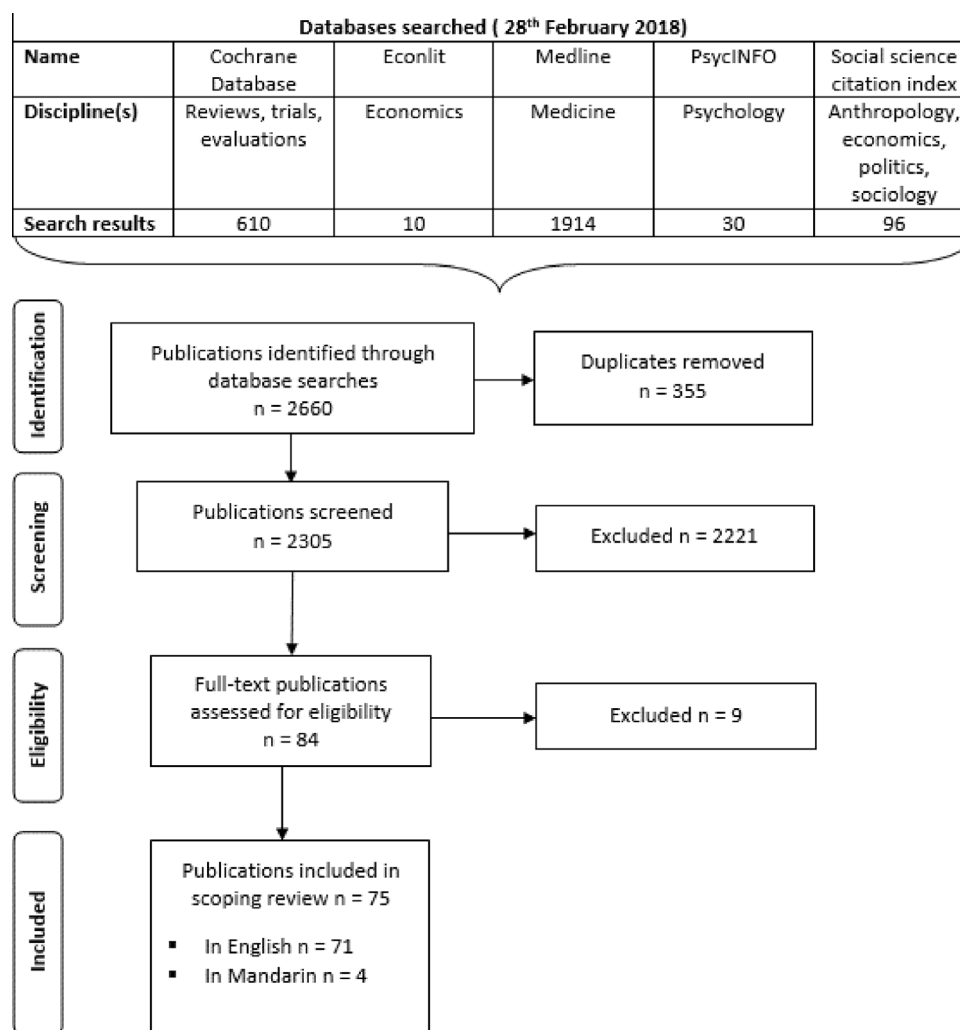 Databases searched ( 28th February 2018)
Name
Cochrane
Database
Econlit
Medline
PsycINFO
Social science
citation index
Discipline(s)
Reviews, trials,
evaluations
Economics
Medicine
Psychology
Anthropology,
economics,
politics,
sociology
Search results
610
10
1914
30
96
Identification
Publications identified through
database searches
n = 2660
Duplicates removed
n = 355
Screening
Publications screened
n = 2305
Excluded n = 2221
Eligibility
Full-text publications
assessed for eligibility
n = 84
Excluded n = 9
Included
Publications included in
scoping review n = 75
▪ In English n = 71
▪ In Mandarin n = 4